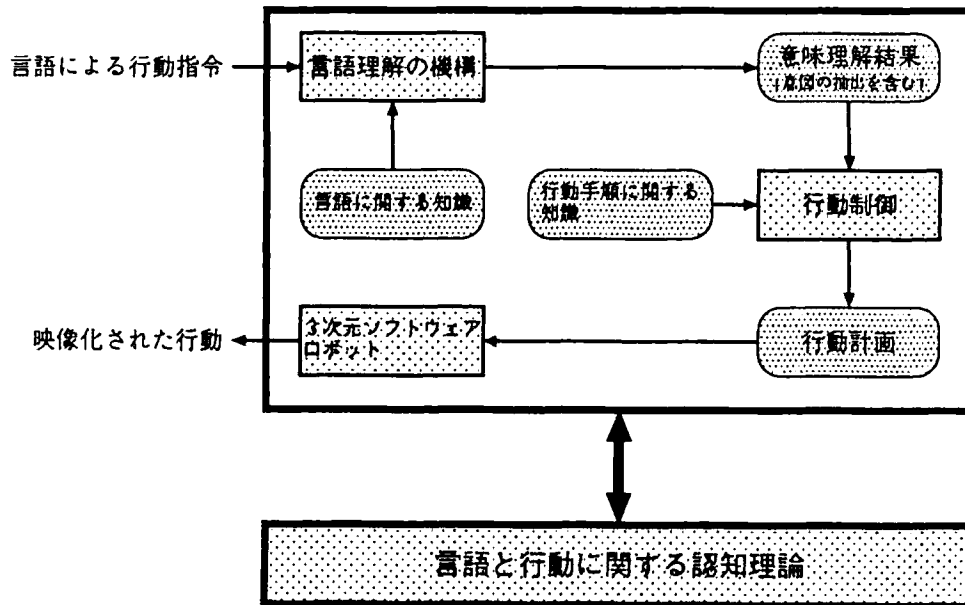 言語による行動指令
言語理解の機構
意味理解結果
(意図の抽出を含む)
言語に関する知識
行動手順に関する
知識
行動制御
映像化された行動
3次元ソフトウェア
ロボット
行動計画
言語と行動に関する認知理論